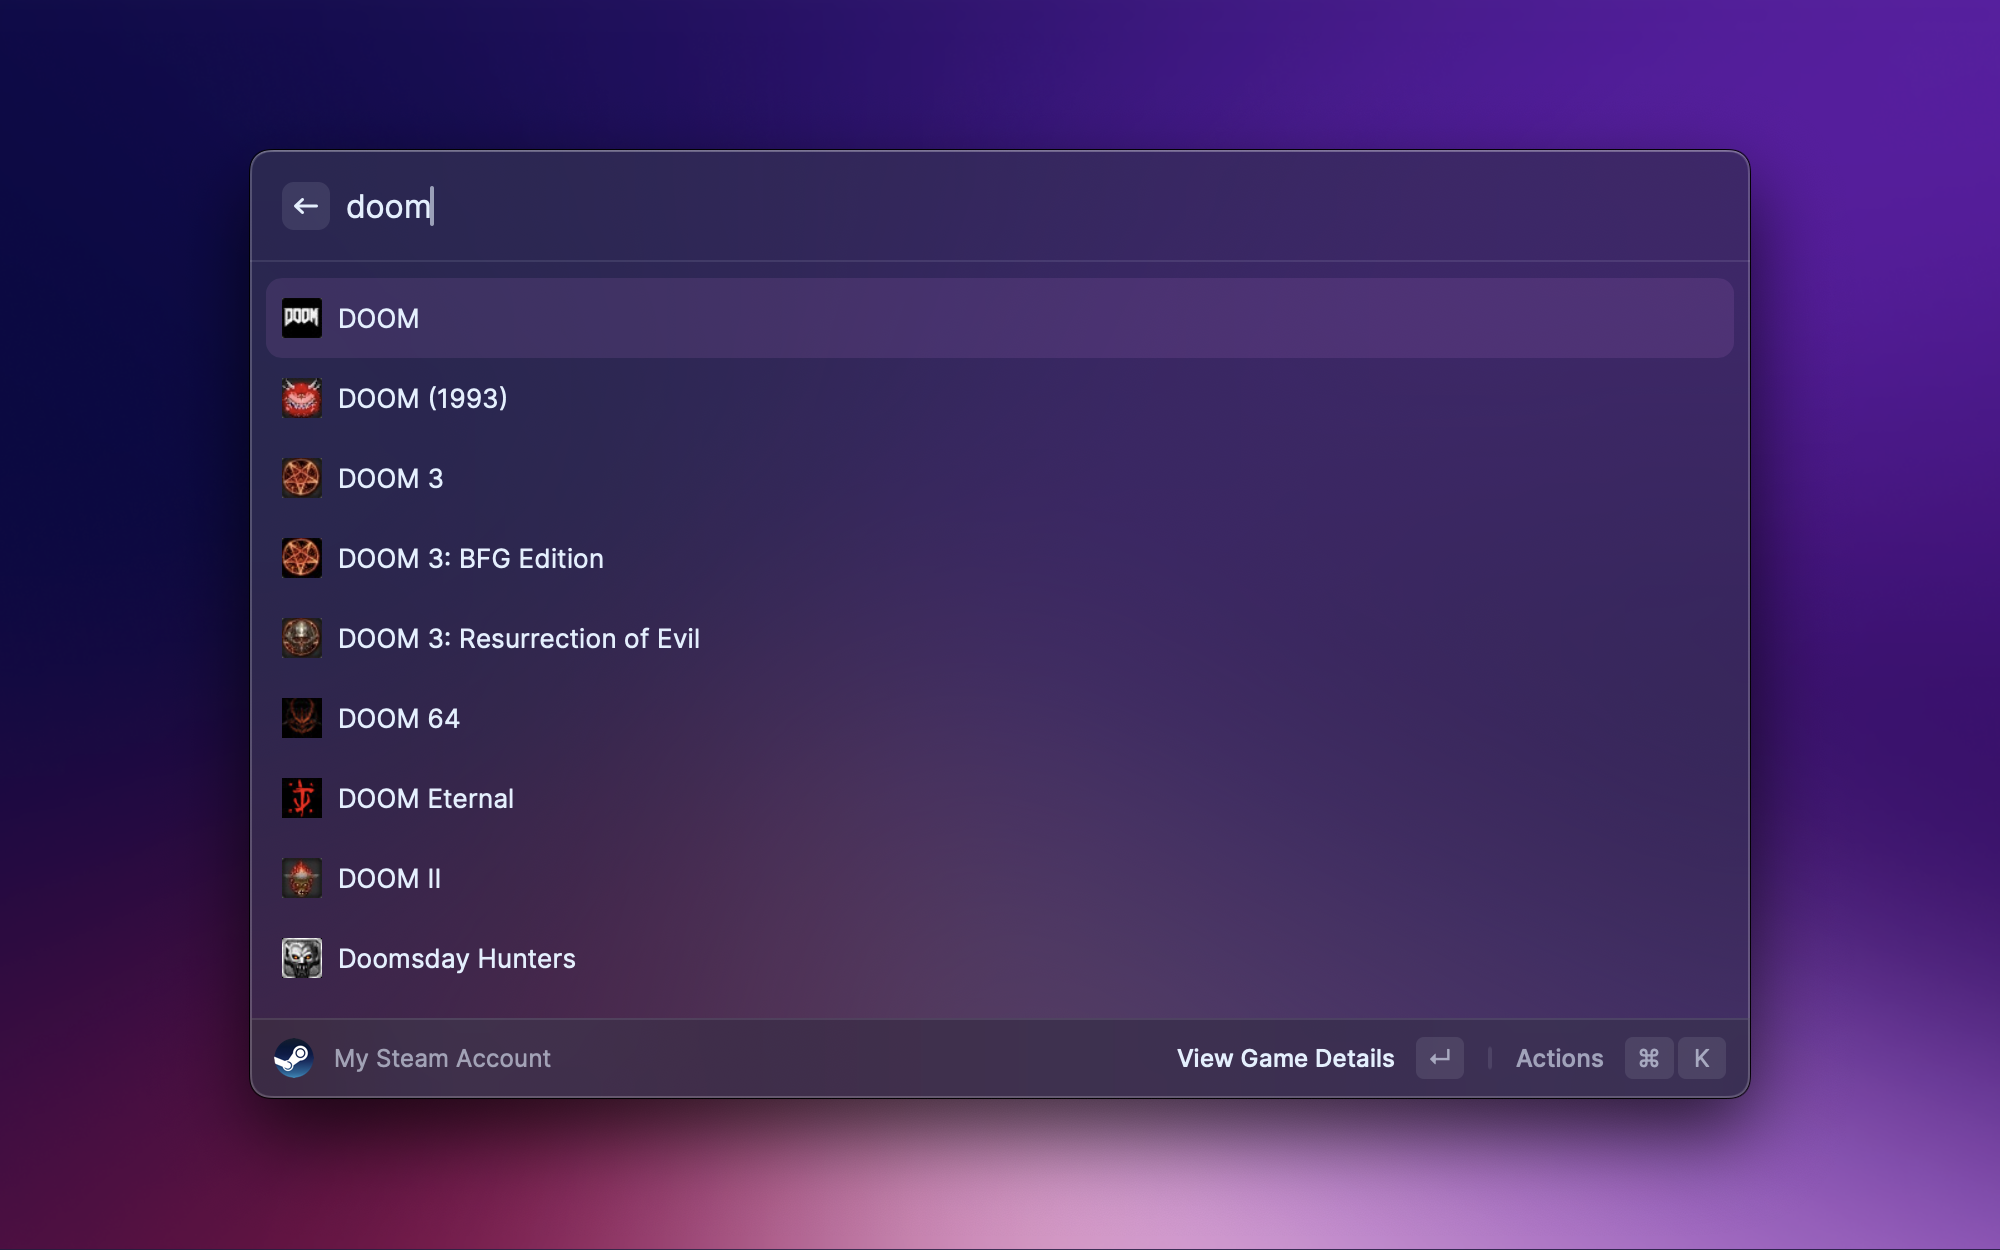 doom
DOOM DOOM
DOOM (1993)
DOOM 3
DOOM 3: BFG Edition
DOOM 3: Resurrection of Evil
DOOM 64
DOOM Eternal
DOOM II
Doomsday Hunters
My Steam Account View Game Details ↵ Actions ⌘ K